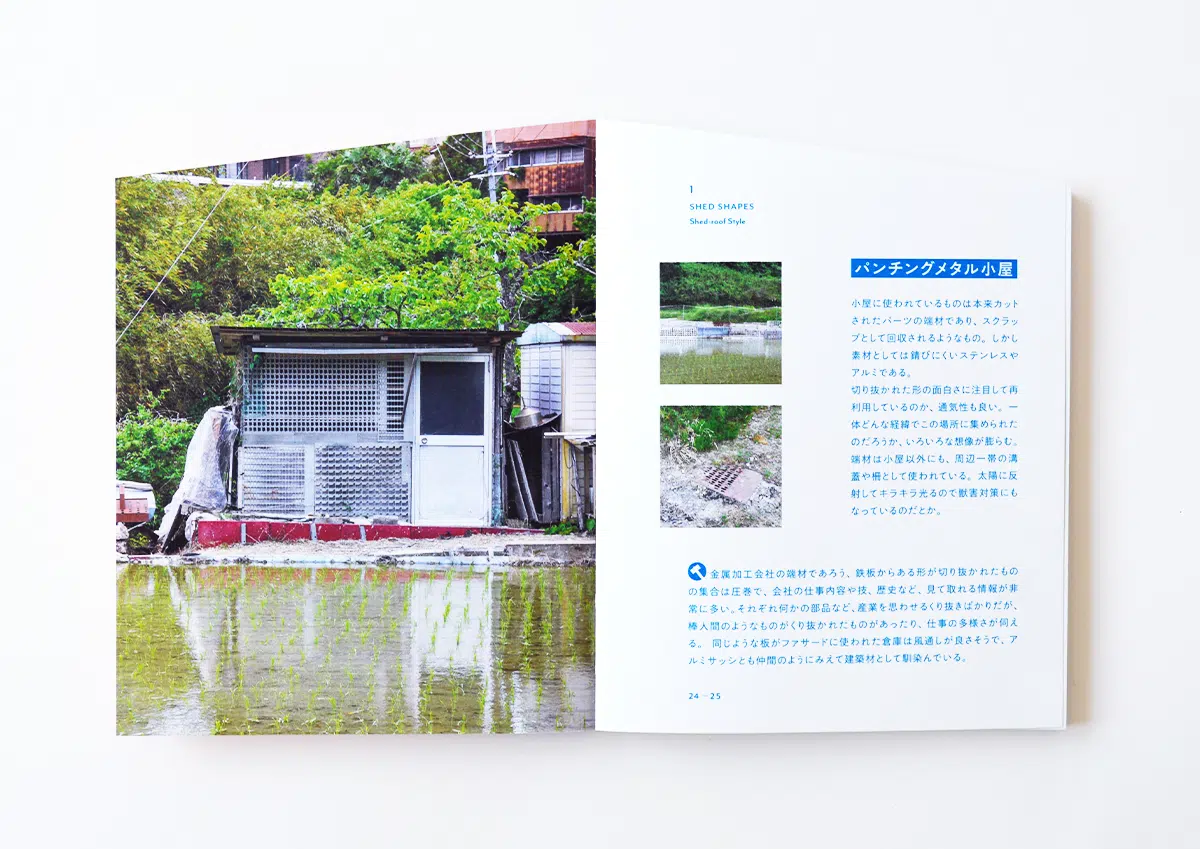 1
SHED SHAPES
Shed-roof Style
パンチングメタル小屋
小屋に使われているものは本来カット
されたパーツの端材であり、スクラッ
プとして回収されるようなもの。しかし
素材としては錆びにくいステンレスや
アルミである。
切り抜かれた形の面白さに注目して再
利用しているのか、通気性も良い。一
体どんな経緯でこの場所に集められた
のだろうか、いろいろな想像が膨らむ。
端材は小屋以外にも、周辺一帯の溝
蓋や柵として使われている。太陽に反
射してキラキラ光るので獣害対策にも
なっているのだとか。
金属加工会社の端材であろう、鉄板からある形が切り抜かれたもの
の集合は圧巻で、会社の仕事内容や技、歴史など、見て取れる情報が非
常に多い。それぞれ何かの部品など、産業を思わせるくり抜きばかりだが、
棒人間のようなものがくり抜かれたものがあったり、仕事の多様さが伺え
る。 同じような板がファサードに使われた倉庫は風通しが良さそうで、ア
ルミサッシとも仲間のようにみえて建築材として馴染んでいる。
24 – 25